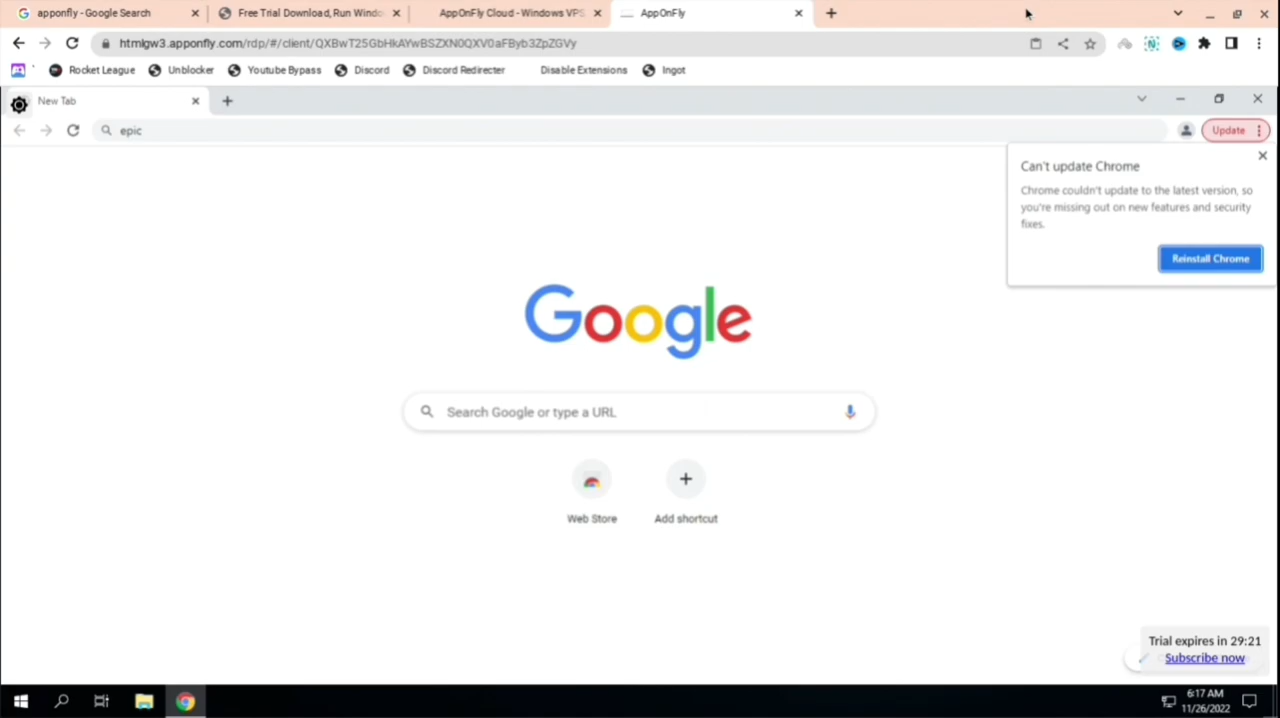 apponfly - Google Search
Free Trial Download, Run Windo
AppOnFly Cloud - Windows VPS
AppOnFly
htmlgw3.apponfly.com/rdp/#/client/QXBwT25GbHkAYwBSZXN0QXV0aFByb3ZpZGVy
Rocket League
Unblocker
Youtube Bypass
Discord
Discord Redirecter
Disable Extensions
Ingot
New Tab
epic
Update
Can't update Chrome
Chrome couldn't update to the latest version, so
you're missing out on new features and security
fixes.
Reinstall Chrome
Google
Search Google or type a URL
Web Store
Add shortcut
Trial expires in 29:21
Subscribe now
6:17 AM
11/26/2022